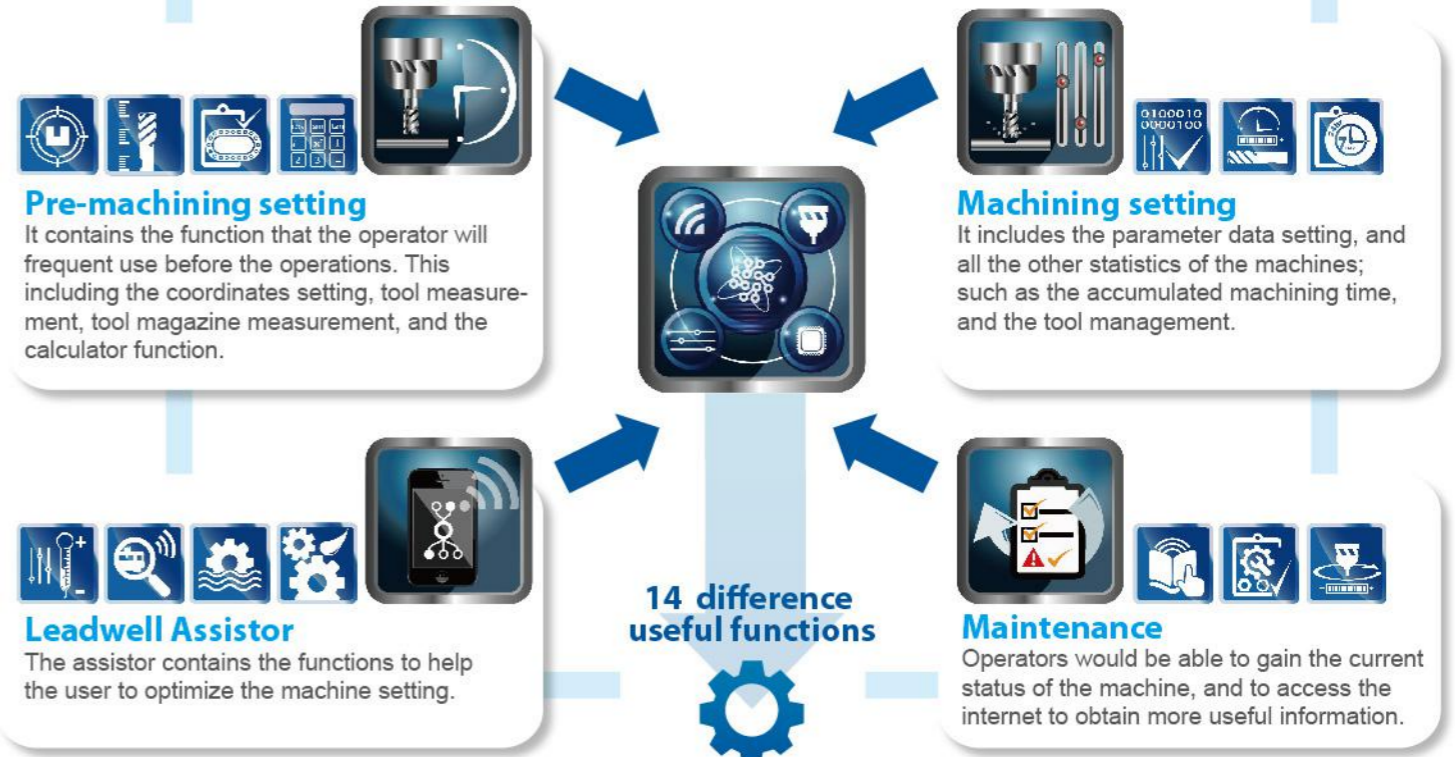 Pre-machining setting
It contains the function that the operator will
frequent use before the operations. This
including the coordinates setting, tool measure-
ment, tool magazine measurement, and the
calculator function.
0100010
0000100
Machining setting
It includes the parameter data setting, and
all the other statistics of the machines;
such as the accumulated machining time,
and the tool management.
Leadwell Assistor
The assistor contains the functions to help
the user to optimize the machine setting.
14 difference
useful functions
Maintenance
Operators would be able to gain the current
status of the machine, and to access the
internet to obtain more useful information.